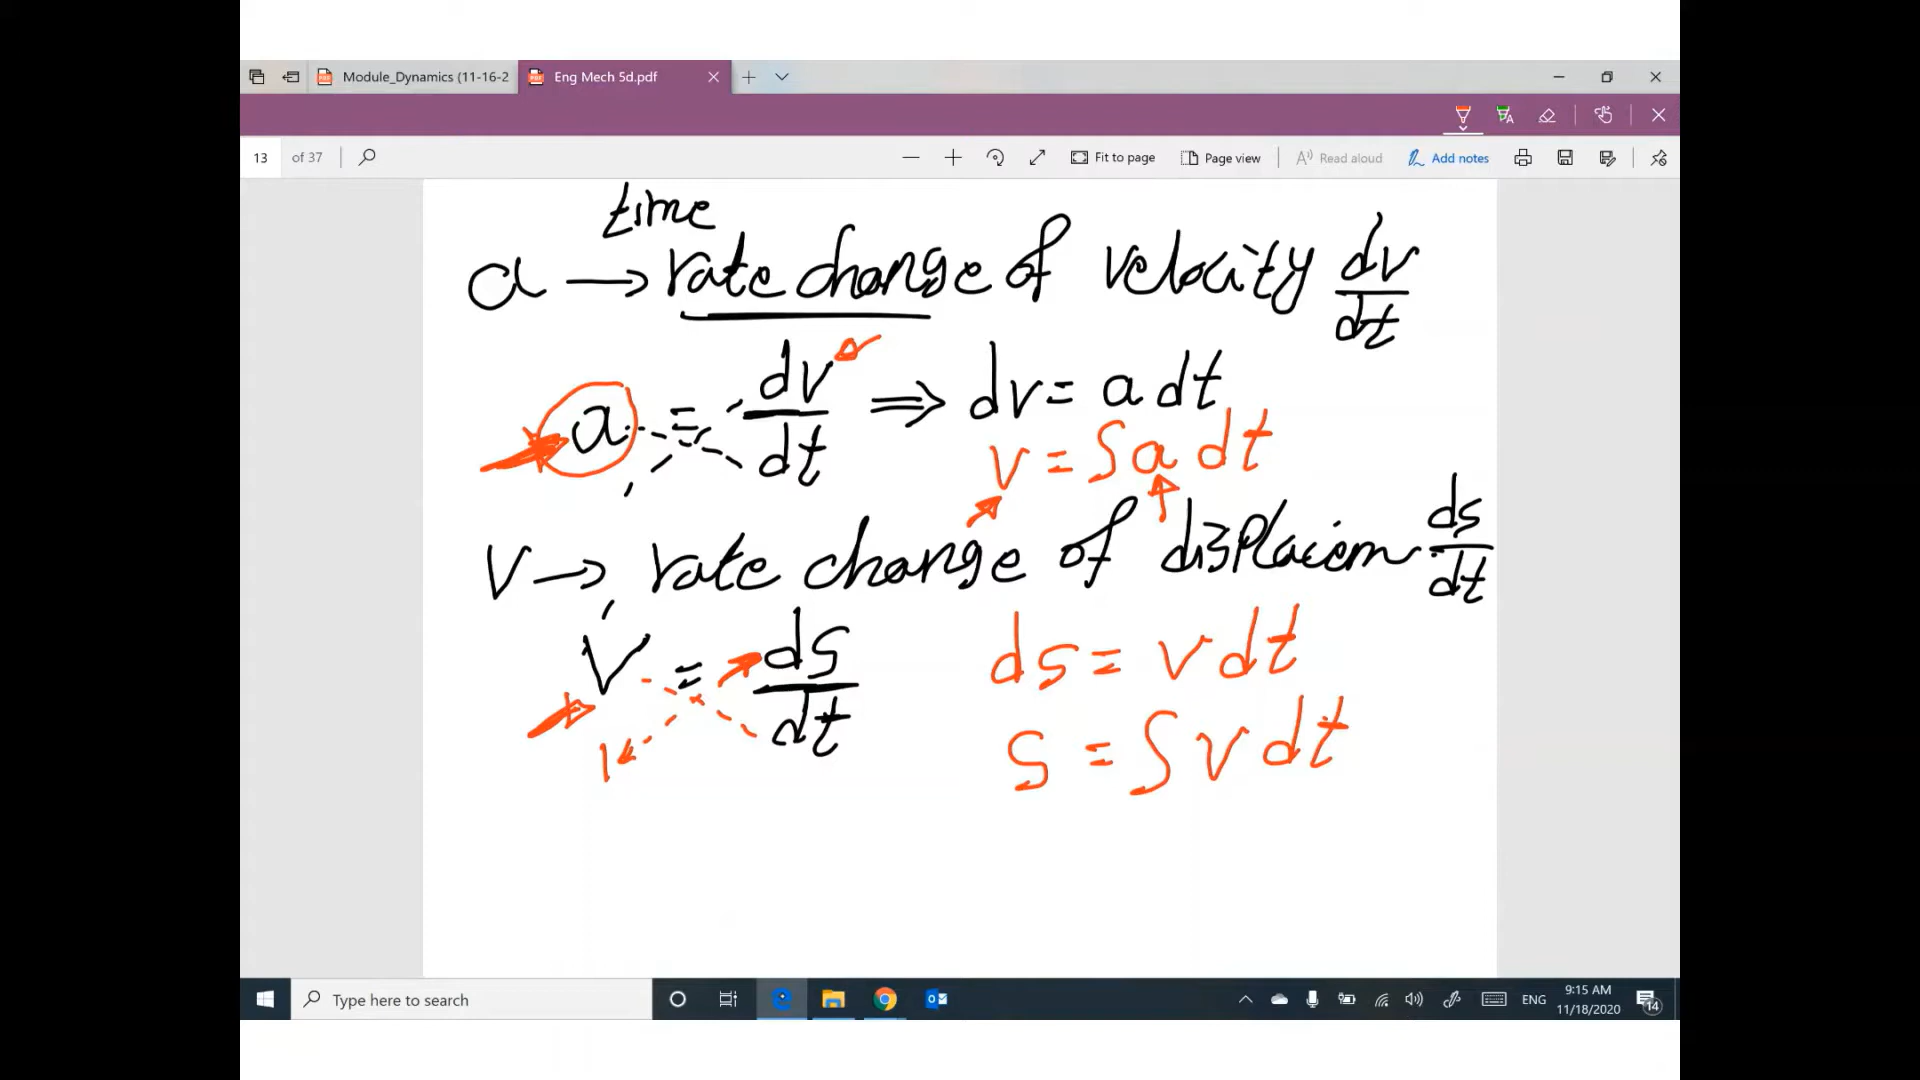 Module_Dynamics (11-16-2
Eng Mech 5d.pdf
13 of 37
Fit to page
Page view
Read aloud
Add notes
time
a → rate change of velocity dv/dt
a = dv/dt ⇒ dv = a dt
v = ∫ a dt
V → rate change of displacem ds/dt
V = ds/dt
ds = v dt
s = ∫ v dt
Type here to search
ENG
9:15 AM
11/18/2020
14